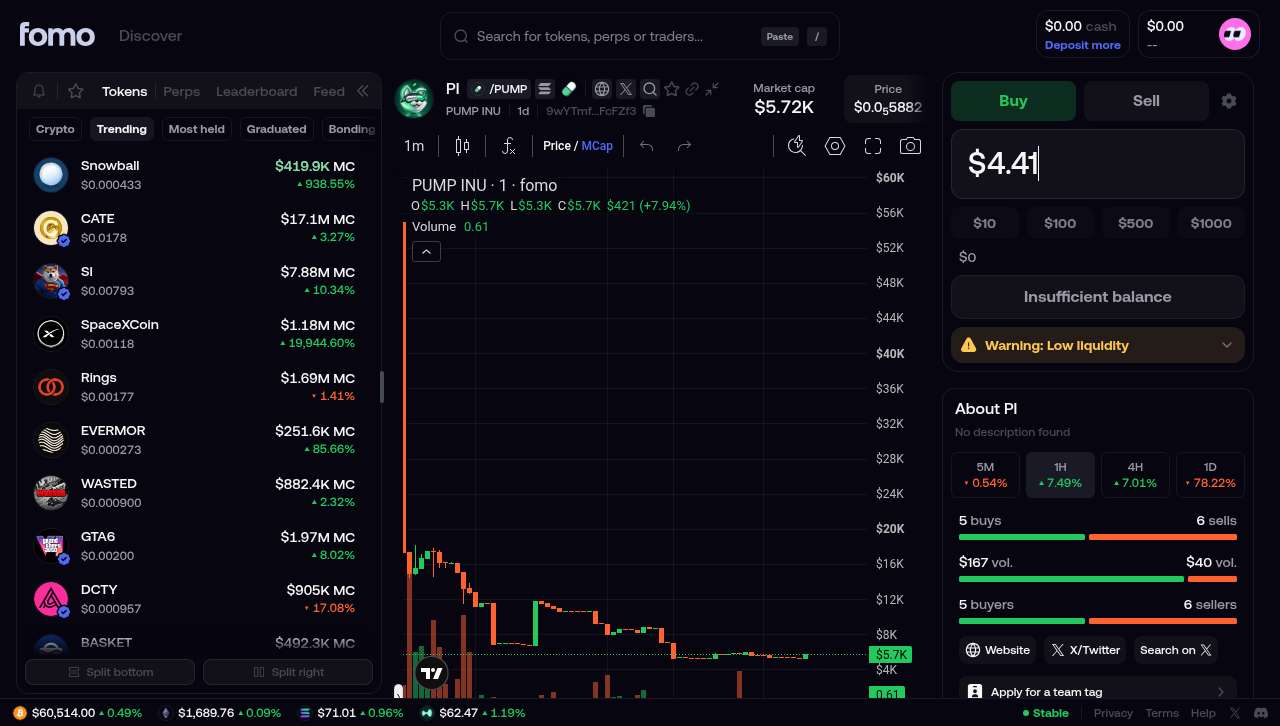 fomo
Discover
Search for tokens, perps or traders...
Paste
/
$0.00 cash
Deposit more
$0.00
--
Tokens
Perps
Leaderboard
Feed
Crypto
Trending
Most held
Graduated
Bonding
Snowball
$419.9K MC
$0.000433
938.55%
CATE
$17.1M MC
$0.0178
3.27%
SI
$7.88M MC
$0.00793
10.34%
SpaceXCoin
$1.18M MC
$0.00118
19,944.60%
Rings
$1.69M MC
$0.00177
1.41%
EVERMOR
$251.6K MC
$0.000273
85.66%
WASTED
$882.4K MC
$0.000900
2.32%
GTA6
$1.97M MC
$0.00200
8.02%
DCTY
$905K MC
$0.000957
17.08%
BASKET
$492.3K MC
Split bottom
Split right
PI
/PUMP
PUMP INU
1d
9wYTmf...FcFZf3
Market cap
$5.72K
Price
$0.0₅5882
1m
Price / MCap
PUMP INU · 1 · fomo
O$5.3K H$5.7K L$5.3K C$5.7K $421 (+7.94%)
Volume 0.61
$60K
$56K
$52K
$48K
$44K
$40K
$36K
$32K
$28K
$24K
$20K
$16K
$12K
$8K
$5.7K
$4K
0.61
Buy
Sell
$4.41
$10
$100
$500
$1000
$0
Insufficient balance
Warning: Low liquidity
About PI
No description found
5M
0.54%
1H
7.49%
4H
7.01%
1D
78.22%
5 buys
6 sells
$167 vol.
$40 vol.
5 buyers
6 sellers
Website
X/Twitter
Search on X
Apply for a team tag
$60,514.00 0.49%
$1,689.76 0.09%
$71.01 0.96%
$62.47 1.19%
Stable
Privacy
Terms
Help